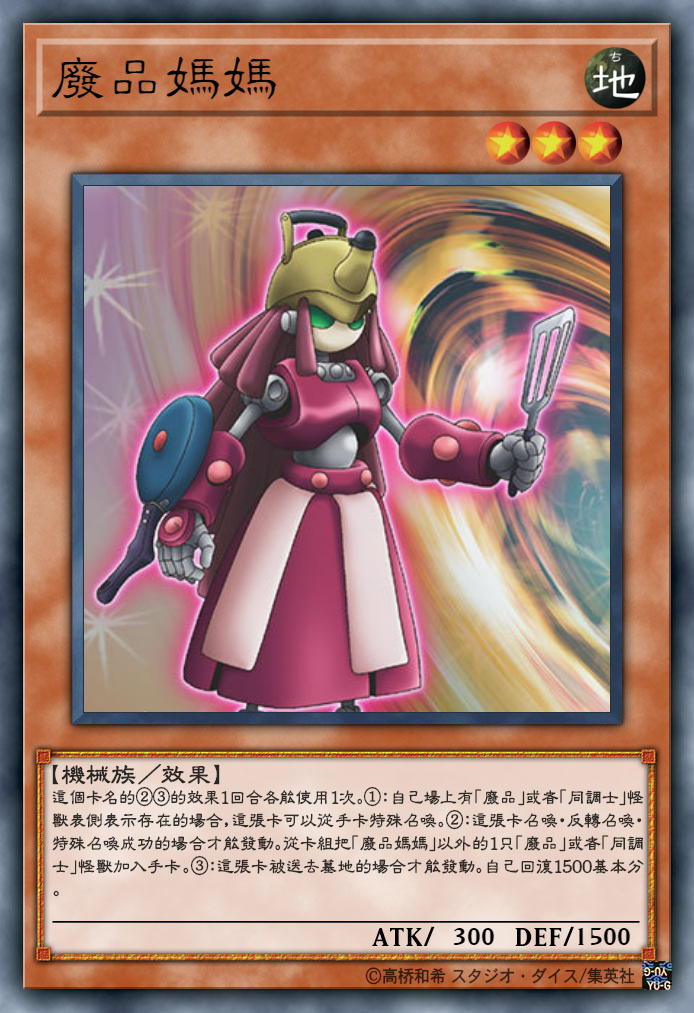 廢品媽媽
ち
地
【機械族／效果】
這個卡名的②③的效果1回合各能使用1次。①:自己場上有「廢品」或者「同調士」怪
獸表側表示存在的場合,這張卡可以從手卡特殊召喚。②:這張卡召喚·反轉召喚·
特殊召喚成功的場合才能發動。從卡組把「廢品媽媽」以外的1只「廢品」或者「同調
士」怪獸加入手卡。③:這張卡被送去墓地的場合才能發動。自己回復1500基本分
。
ATK/ 300 DEF/1500
©高桥和希 スタジオ・ダイス/集英社